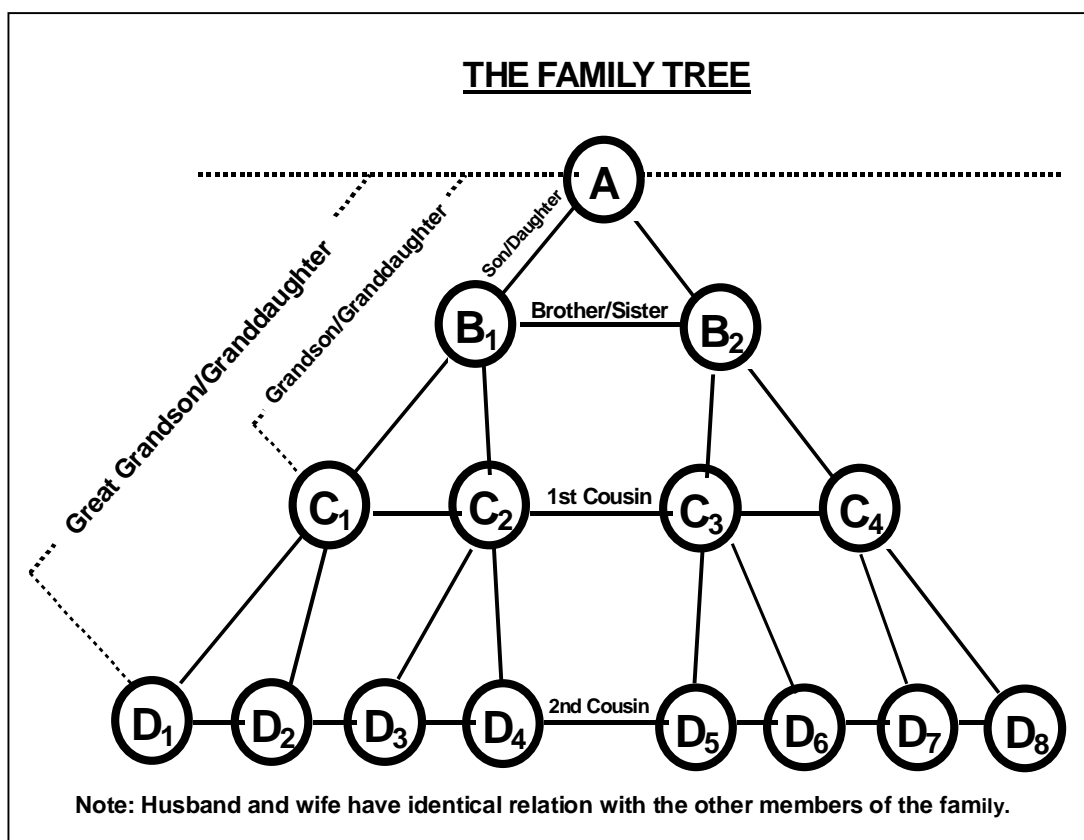 THE FAMILY TREE
A
Son/Daughter
Grandson/Granddaughter
Great Grandson/Granddaughter
B1
Brother/Sister
B2
C1
C2
1st Cousin
C3
C4
D1
D2
D3
D4
2nd Cousin
D5
D6
D7
D8
Note: Husband and wife have identical relation with the other members of the family.